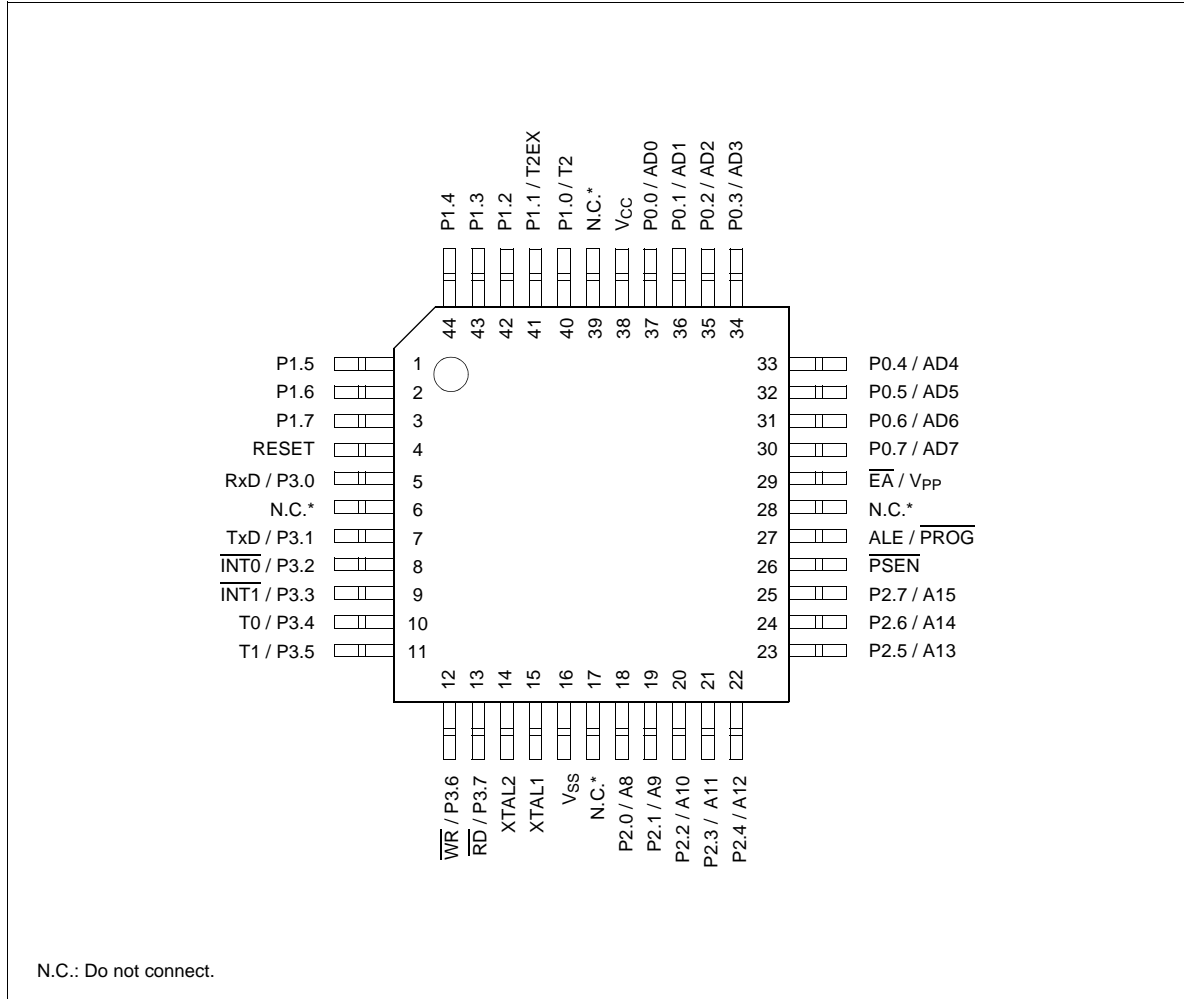 P1.4
P1.3
P1.2
P1.1 / T2EX
P1.0 / T2
N.C.*
VCC
P0.0 / AD0
P0.1 / AD1
P0.2 / AD2
P0.3 / AD3
44
43
42
41
40
39
38
37
36
35
34
P1.5 1
P1.6 2
P1.7 3
RESET 4
RxD / P3.0 5
N.C.* 6
TxD / P3.1 7
INT0 / P3.2 8
INT1 / P3.3 9
T0 / P3.4 10
T1 / P3.5 11
33 P0.4 / AD4
32 P0.5 / AD5
31 P0.6 / AD6
30 P0.7 / AD7
29 EA / VPP
28 N.C.*
27 ALE / PROG
26 PSEN
25 P2.7 / A15
24 P2.6 / A14
23 P2.5 / A13
12
13
14
15
16
17
18
19
20
21
22
WR / P3.6
RD / P3.7
XTAL2
XTAL1
VSS
N.C.*
P2.0 / A8
P2.1 / A9
P2.2 / A10
P2.3 / A11
P2.4 / A12
N.C.: Do not connect.